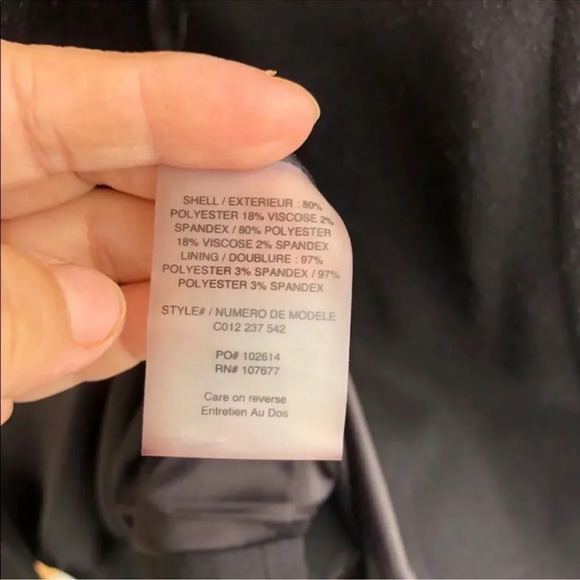 SHELL / EXTERIEUR : 80%
POLYESTER 18% VISCOSE 2%
SPANDEX / 80% POLYESTER
18% VISCOSE 2% SPANDEX
LINING / DOUBLURE : 97%
POLYESTER 3% SPANDEX / 97%
POLYESTER 3% SPANDEX
STYLE# / NUMERO DE MODELE
C012 237 542
PO# 102614
RN# 107677
Care on reverse
Entretien Au Dos